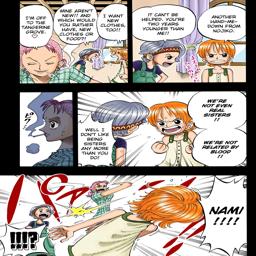 ANOTHER
HAND-ME-
DOWN FROM
NOJIKO.
IT CAN'T BE
HELPED. YOU'RE
TWO YEARS
YOUNGER THAN
ME!!
I WANT
NEW
CLOTHES,
TOO!!
MINE AREN'T
NEW!! AND
WHICH WOULD
YOU RATHER
HAVE, NEW
CLOTHES OR
FOOD?!
I'M OFF
TO THE
TANGERINE
GROVE.
WE'RE
NOT EVEN
REAL
SISTERS
!!
WE'RE NOT
RELATED BY
BLOOD
!!
WELL I
DON'T LIKE
BEING
SISTERS ANY
MORE THAN
YOU DO!!
NAMI
!!!!
!!!?